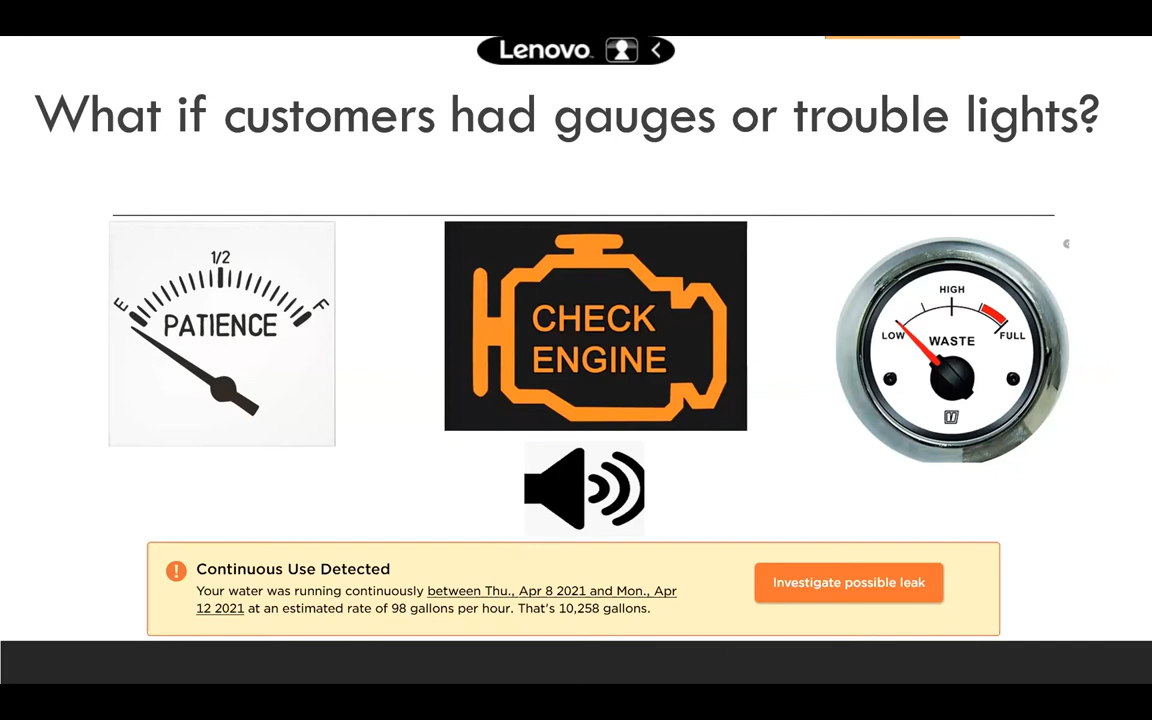 Lenovo
What if customers had gauges or trouble lights?
1/2
E
F
PATIENCE
CHECK
ENGINE
HIGH
LOW
FULL
WASTE
Continuous Use Detected
Your water was running continuously between Thu., Apr 8 2021 and Mon., Apr
12 2021 at an estimated rate of 98 gallons per hour. That's 10,258 gallons.
Investigate possible leak